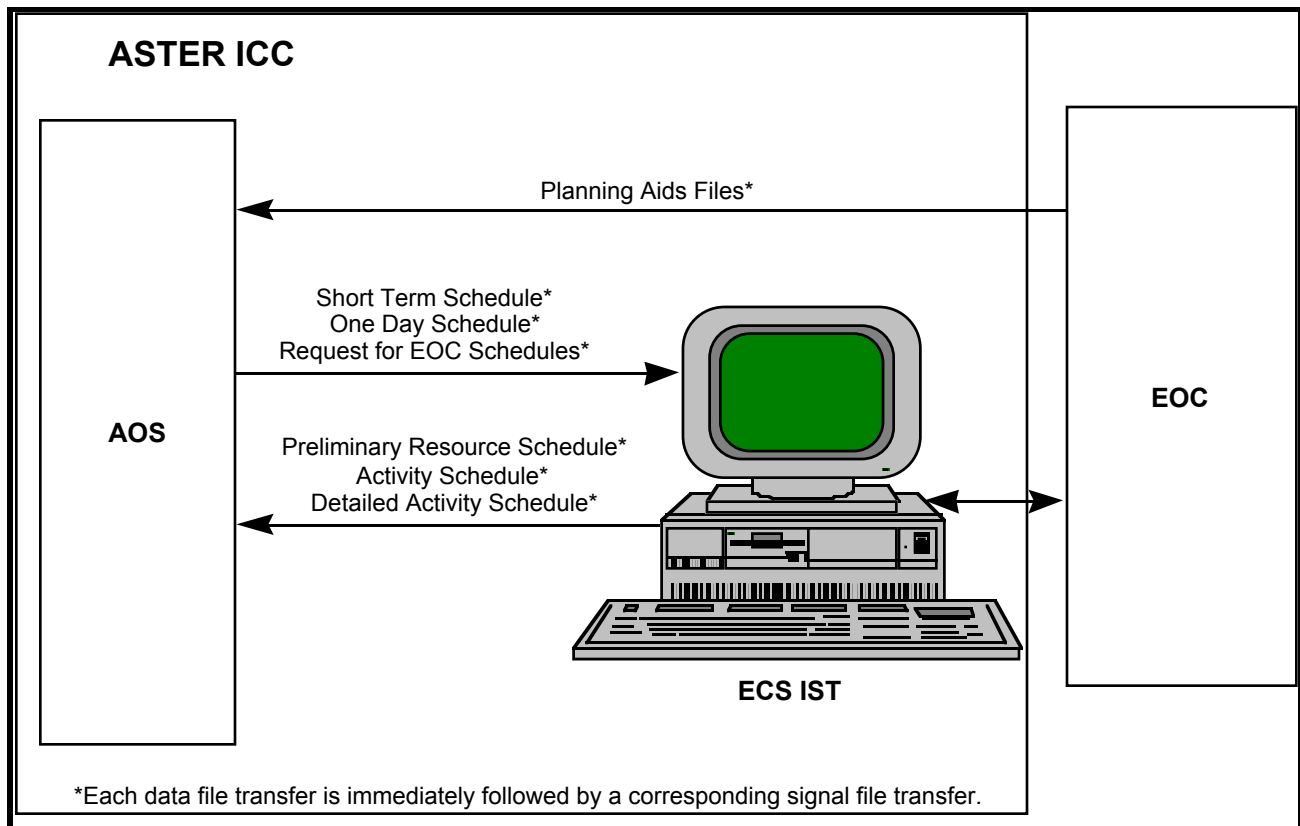 ASTER ICC
Planning Aids Files*
Short Term Schedule*
One Day Schedule*
Request for EOC Schedules*
EOC
AOS
Preliminary Resource Schedule*
Activity Schedule*
Detailed Activity Schedule*
ECS IST
*Each data file transfer is immediately followed by a corresponding signal file transfer.